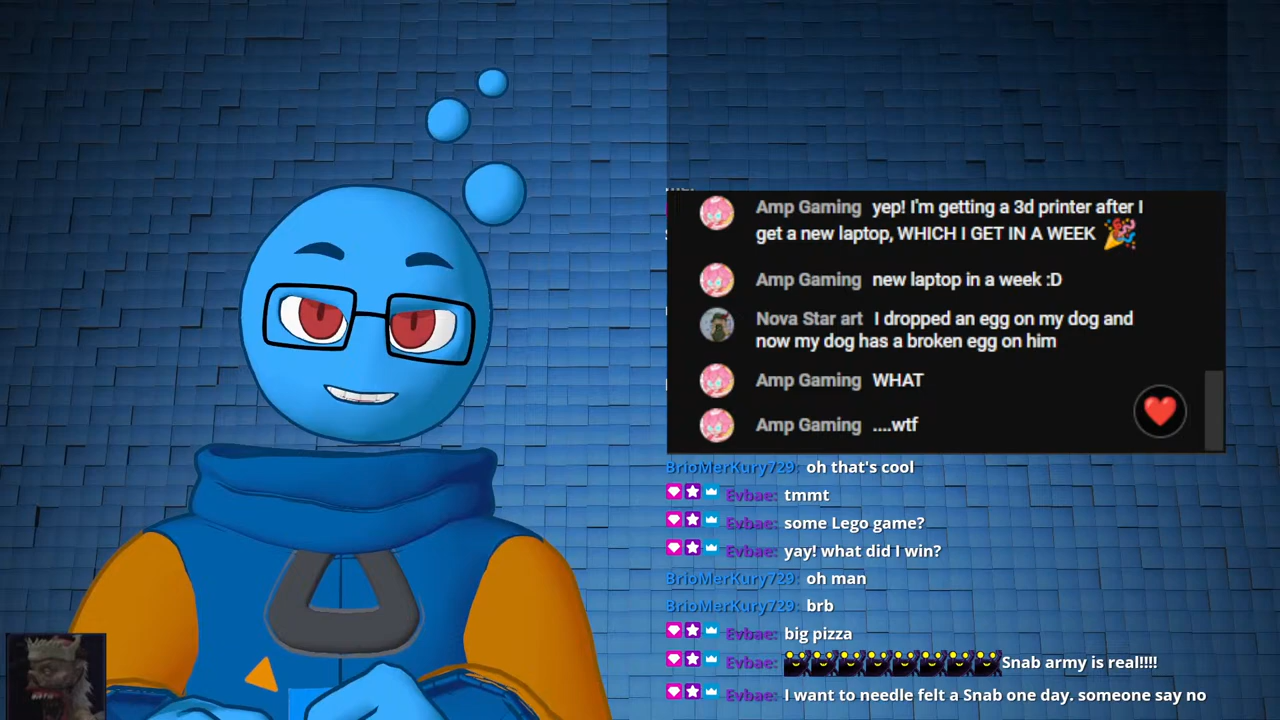 Amp Gaming yep! I'm getting a 3d printer after I
get a new laptop, WHICH I GET IN A WEEK 🎉
Amp Gaming new laptop in a week :D
Nova Star art I dropped an egg on my dog and
now my dog has a broken egg on him
Amp Gaming WHAT
Amp Gaming ....wtf
BrioMerKury729: oh that's cool
Evbae: tmmt
Evbae: some Lego game?
Evbae: yay! what did I win?
BrioMerKury729: oh man
BrioMerKury729: brb
Evbae: big pizza
Evbae: Snab army is real!!!!
Evbae: I want to needle felt a Snab one day. someone say no